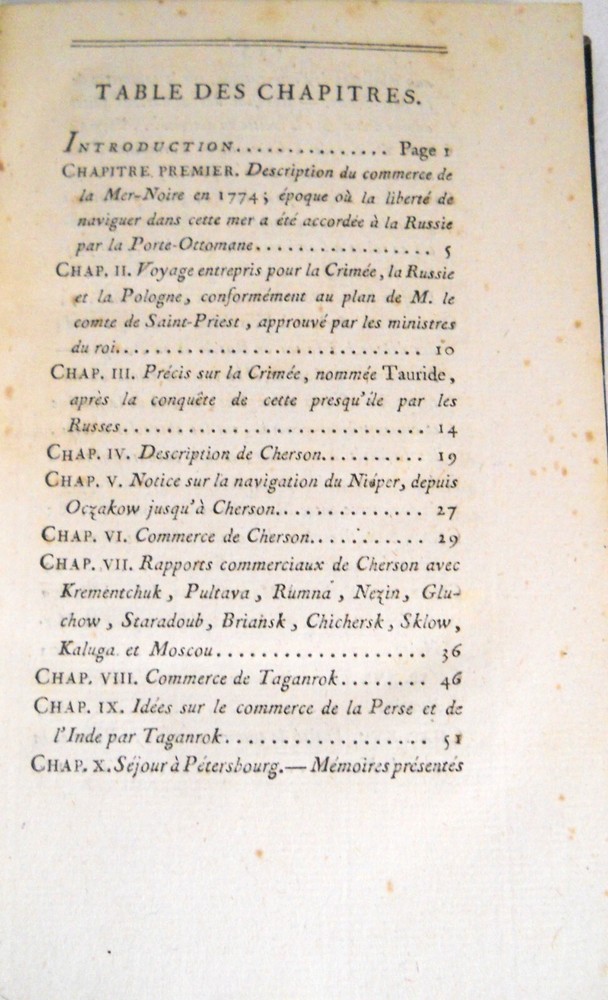 TABLE DES CHAPITRES.
INTRODUCTION............... Page 1
CHAPITRE PREMIER. Description du commerce de
la Mer-Noire en 1774; époque où la liberté de
naviguer dans cette mer a été accordée à la Russie
par la Porte-Ottomane................. 5
CHAP. II. Voyage entrepris pour la Crimée, la Russie
et la Pologne, conformément au plan de M. le
comte de Saint-Priest, approuvé par les ministres
du roi.............................. 10
CHAP. III. Précis sur la Crimée, nommée Tauride,
après la conquête de cette presqu'île par les
Russes............................. 14
CHAP. IV. Description de Cherson.......... 19
CHAP. V. Notice sur la navigation du Niéper, depuis
Oczakow jusqu'à Cherson.............. 27
CHAP. VI. Commerce de Cherson........... 29
CHAP. VII. Rapports commerciaux de Cherson avec
Krementchuk, Pultava, Rumna, Nezin, Glu-
chow, Staradoub, Briansk, Chichersk, Sklow,
Kaluga et Moscou................... 36
CHAP. VIII. Commerce de Taganrok........ 46
CHAP. IX. Idées sur le commerce de la Perse et de
l'Inde par Taganrok.................. 51
CHAP. X. Séjour à Pétersbourg.—Mémoires présentés